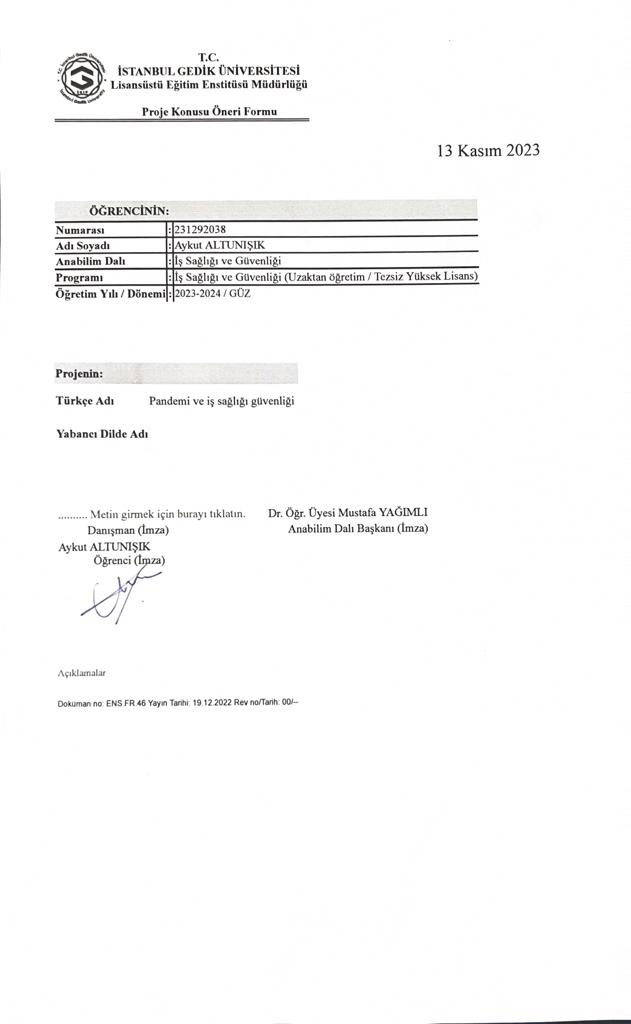 T.C.
İSTANBUL GEDİK ÜNİVERSİTESİ
Lisansüstü Eğitim Enstitüsü Müdürlüğü
Proje Konusu Öneri Formu
13 Kasım 2023
ÖĞRENCİNİN:
Numarası : 231292038
Adı Soyadı : Aykut ALTUNIŞIK
Anabilim Dalı : İş Sağlığı ve Güvenliği
Programı : İş Sağlığı ve Güvenliği (Uzaktan öğretim / Tezsiz Yüksek Lisans)
Öğretim Yılı / Dönemi : 2023-2024 / GÜZ
Projenin:
Türkçe Adı Pandemi ve iş sağlığı güvenliği
Yabancı Dilde Adı
.......... Metin girmek için burayı tıklatın. Dr. Öğr. Üyesi Mustafa YAĞIMLI
Danışman (İmza) Anabilim Dalı Başkanı (İmza)
Aykut ALTUNIŞIK
Öğrenci (İmza)
Açıklamalar
Doküman no: ENS.FR.46 Yayın Tarihi: 19.12.2022 Rev no/Tarih: 00/--